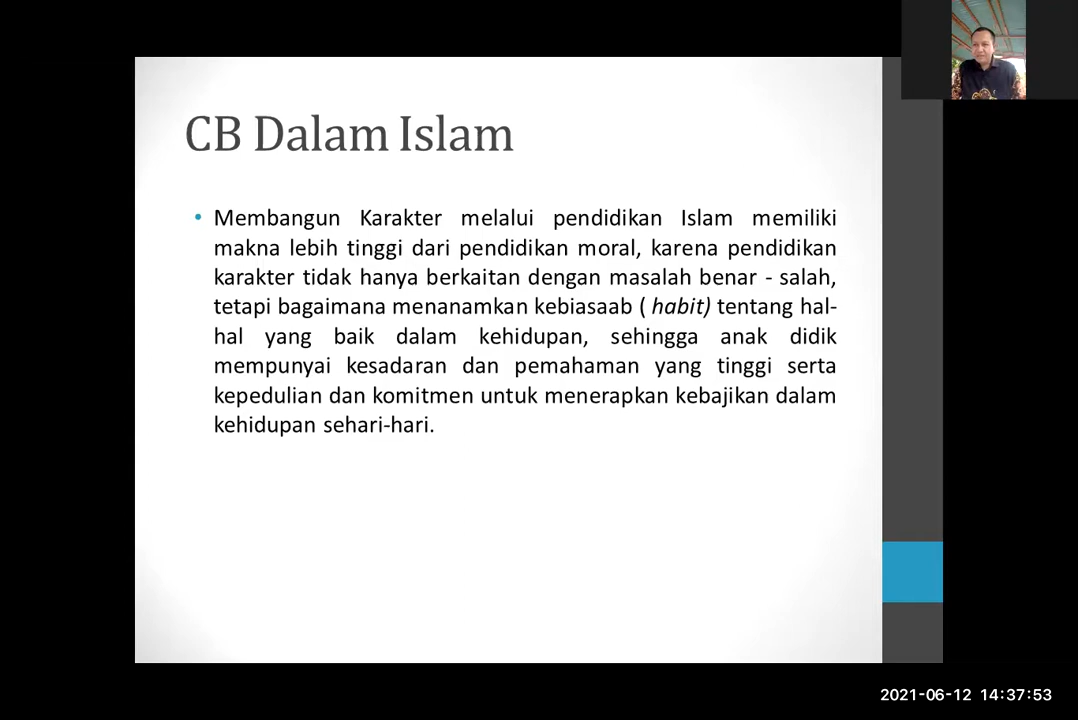 CB Dalam Islam
• Membangun Karakter melalui pendidikan Islam memiliki
makna lebih tinggi dari pendidikan moral, karena pendidikan
karakter tidak hanya berkaitan dengan masalah benar - salah,
tetapi bagaimana menanamkan kebiasaab ( habit) tentang hal-
hal yang baik dalam kehidupan, sehingga anak didik
mempunyai kesadaran dan pemahaman yang tinggi serta
kepedulian dan komitmen untuk menerapkan kebajikan dalam
kehidupan sehari-hari.
2021-06-12 14:37:53